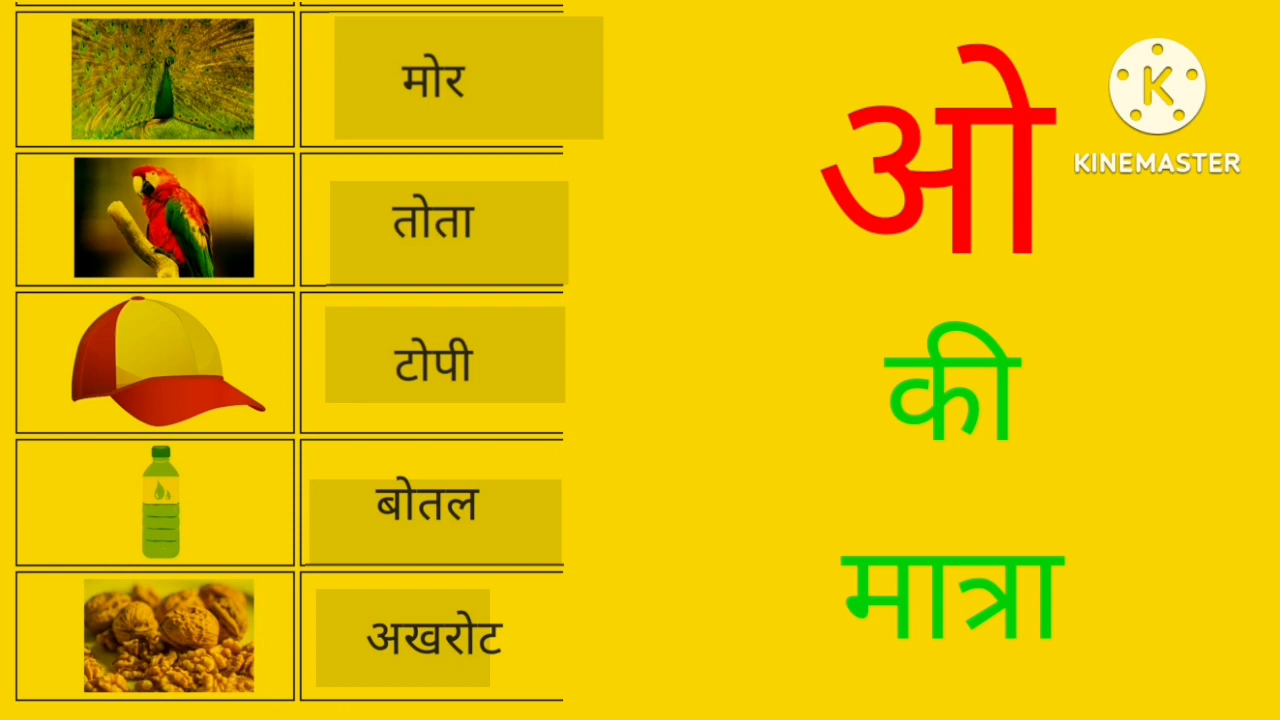 मोर
तोता
टोपी
बोतल
अखरोट
ओ
की
मात्रा
K
KINEMASTER